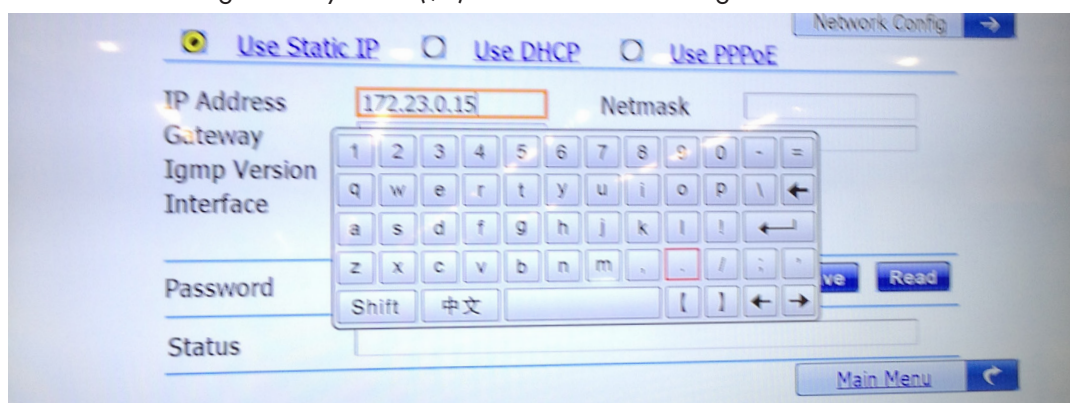 Network Config
Use Static IP Use DHCP Use PPPoE
IP Address 172.23.0.15 Netmask
Gateway
Igmp Version
Interface
1 2 3 4 5 6 7 8 9 0 - =
q w e r t y u i o p \ ←
a s d f g h j k l ! ↵
z x c v b n m , . / ; `
Shift 中文 [ ] ← →
Password ve Read
Status
Main Menu